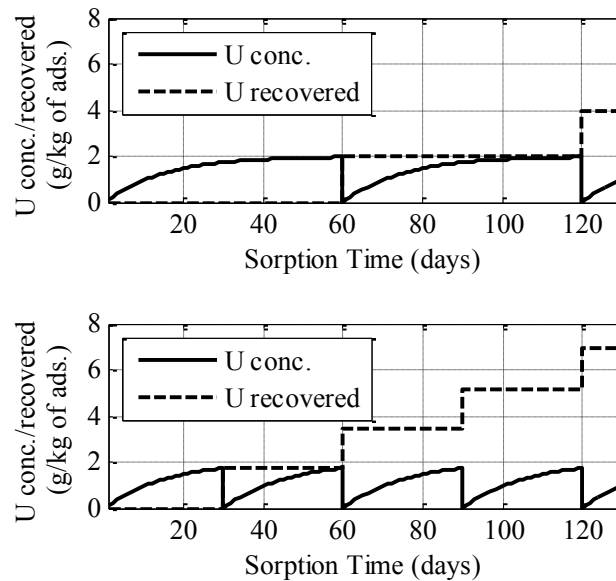 8
6
4
2
0
U conc.
U recovered
20 40 60 80 100 120
Sorption Time (days)
U conc./recovered
(g/kg of ads.)
8
6
4
2
0
U conc.
U recovered
20 40 60 80 100 120
Sorption Time (days)
U conc/recovered
(g/kg of ads.)